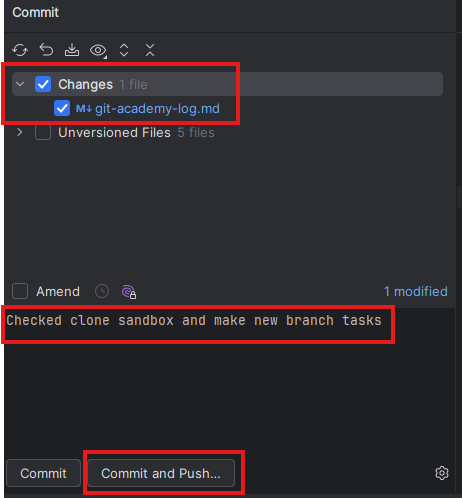 Commit
Changes 1 file
M↓ git-academy-log.md
Unversioned Files 5 files
Amend 1 modified
Checked clone sandbox and make new branch tasks
Commit Commit and Push...